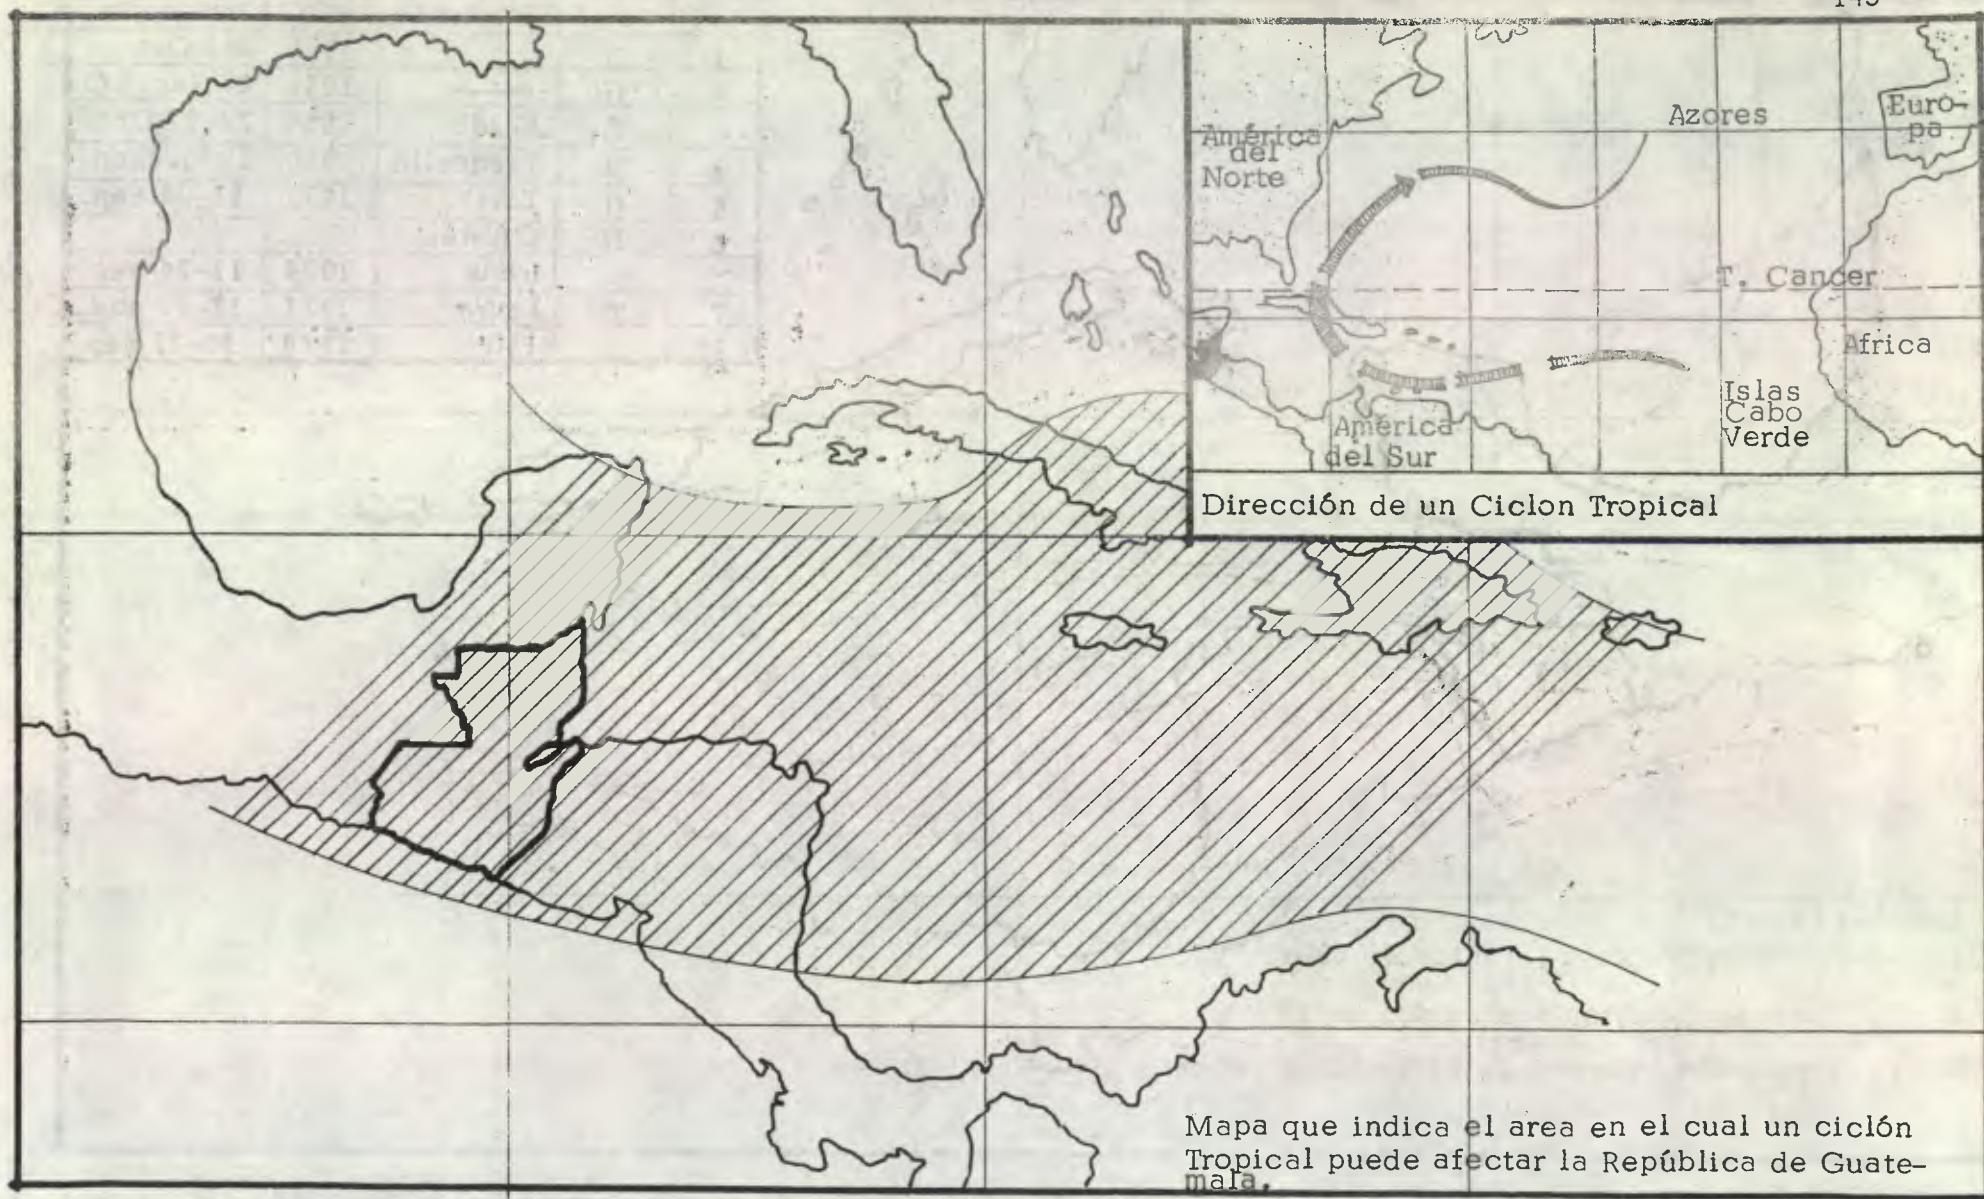 América
del
Norte
Azores
Euro-
pa
T. Cancer
Africa
Islas
Cabo
Verde
América
del Sur
Dirección de un Ciclon Tropical
Mapa que indica el area en el cual un ciclón
Tropical puede afectar la República de Guate-
mala.